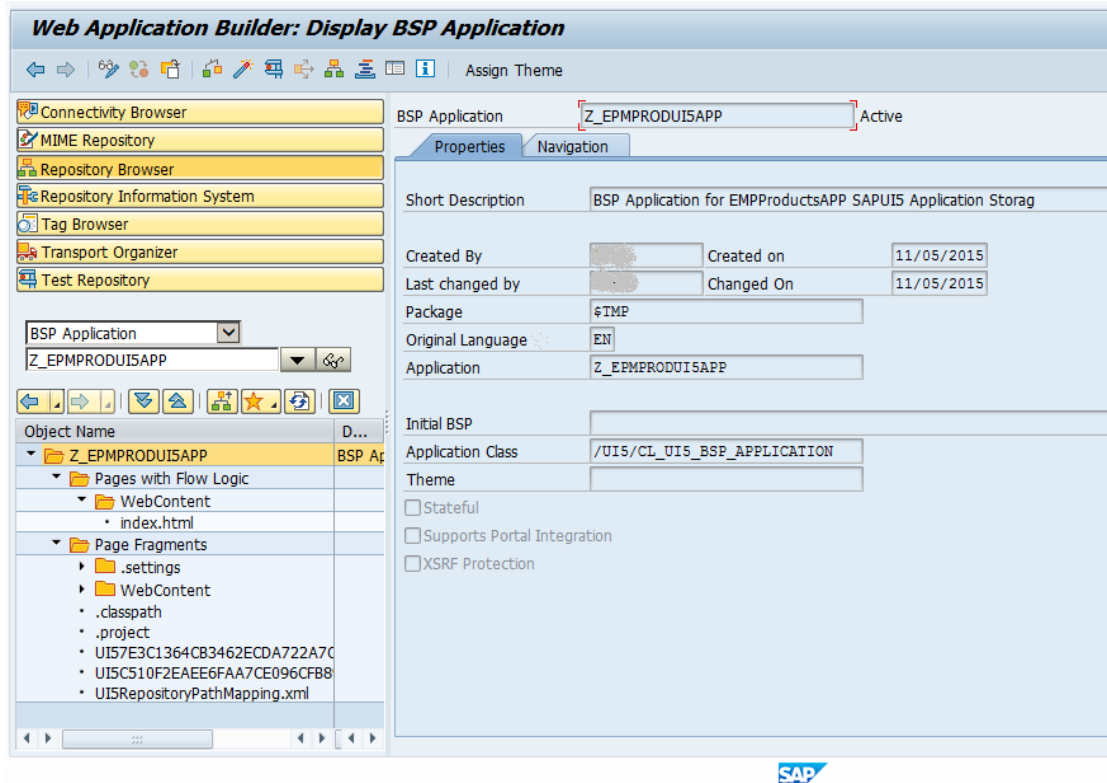 Web Application Builder: Display BSP Application
Assign Theme
Connectivity Browser
MIME Repository
Repository Browser
Repository Information System
Tag Browser
Transport Organizer
Test Repository
BSP Application
Z_EPMPRODUI5APP
Object Name D...
Z_EPMPRODUI5APP BSP Ap
Pages with Flow Logic
WebContent
index.html
Page Fragments
.settings
WebContent
.classpath
.project
UI57E3C1364CB3462ECDA722A7C
UI5C510F2EAEE6FAA7CE096CFB8
UI5RepositoryPathMapping.xml
BSP Application Z_EPMPRODUI5APP Active
Properties Navigation
Short Description BSP Application for EMPProductsAPP SAPUI5 Application Storag
Created By Created on 11/05/2015
Last changed by Changed On 11/05/2015
Package $TMP
Original Language EN
Application Z_EPMPRODUI5APP
Initial BSP
Application Class /UI5/CL_UI5_BSP_APPLICATION
Theme
Stateful
Supports Portal Integration
XSRF Protection
SAP